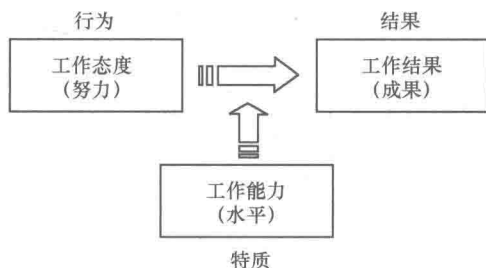 行为
结果
工作态度
(努力)
工作结果
(成果)
工作能力
(水平)
特质